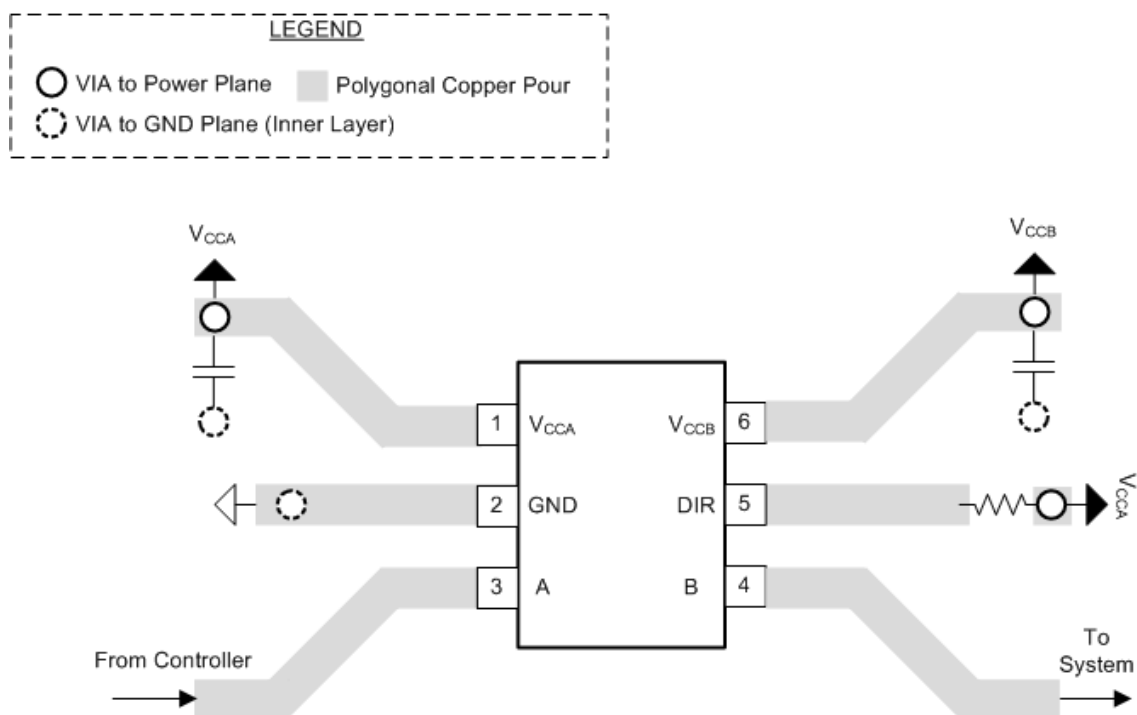 LEGEND
VIA to Power Plane
Polygonal Copper Pour
VIA to GND Plane (Inner Layer)
VCCA
VCCB
1
VCCA
VCCB
6
2
GND
DIR
5
VCCA
3
A
B
4
From Controller
To
System